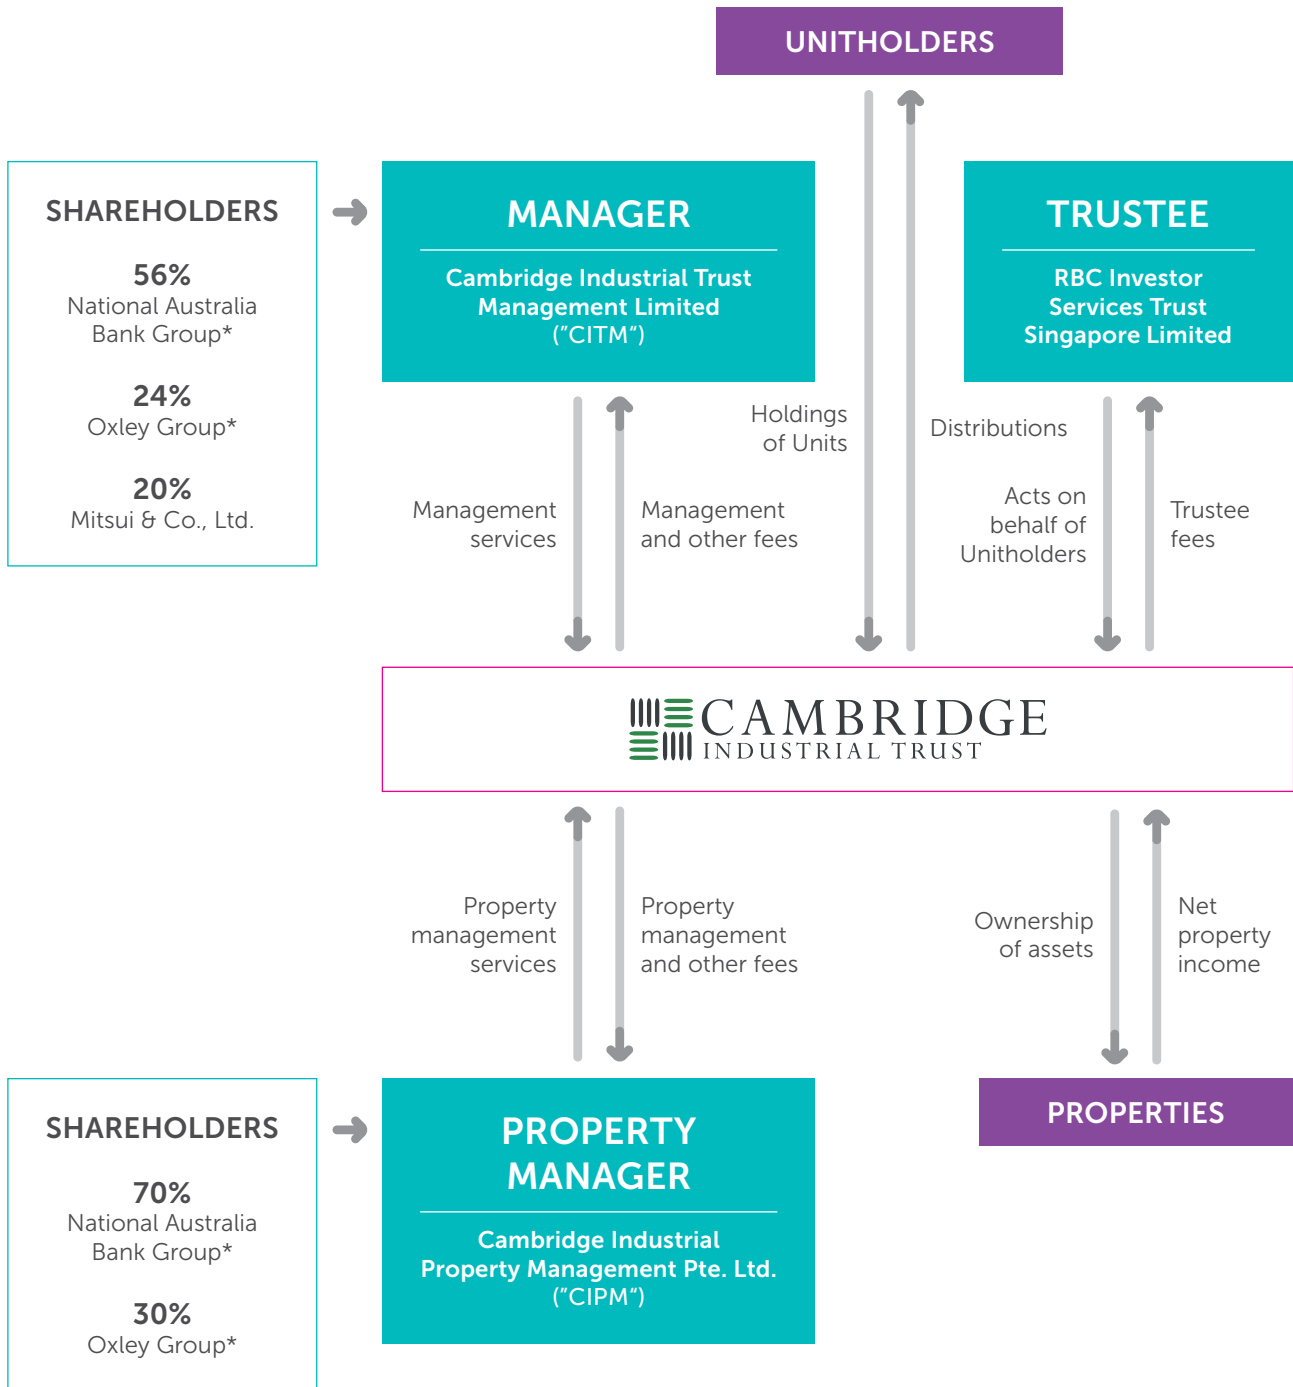 UNITHOLDERS
SHAREHOLDERS
56%
National Australia
Bank Group*
24%
Oxley Group*
20%
Mitsui & Co., Ltd.
MANAGER
Cambridge Industrial Trust
Management Limited
("CITM")
TRUSTEE
RBC Investor
Services Trust
Singapore Limited
Management
services
Management
and other fees
Holdings
of Units
Distributions
Acts on
behalf of
Unitholders
Trustee
fees
CAMBRIDGE
INDUSTRIAL TRUST
Property
management
services
Property
management
and other fees
Ownership
of assets
Net
property
income
SHAREHOLDERS
70%
National Australia
Bank Group*
30%
Oxley Group*
PROPERTY
MANAGER
Cambridge Industrial
Property Management Pte. Ltd.
("CIPM")
PROPERTIES